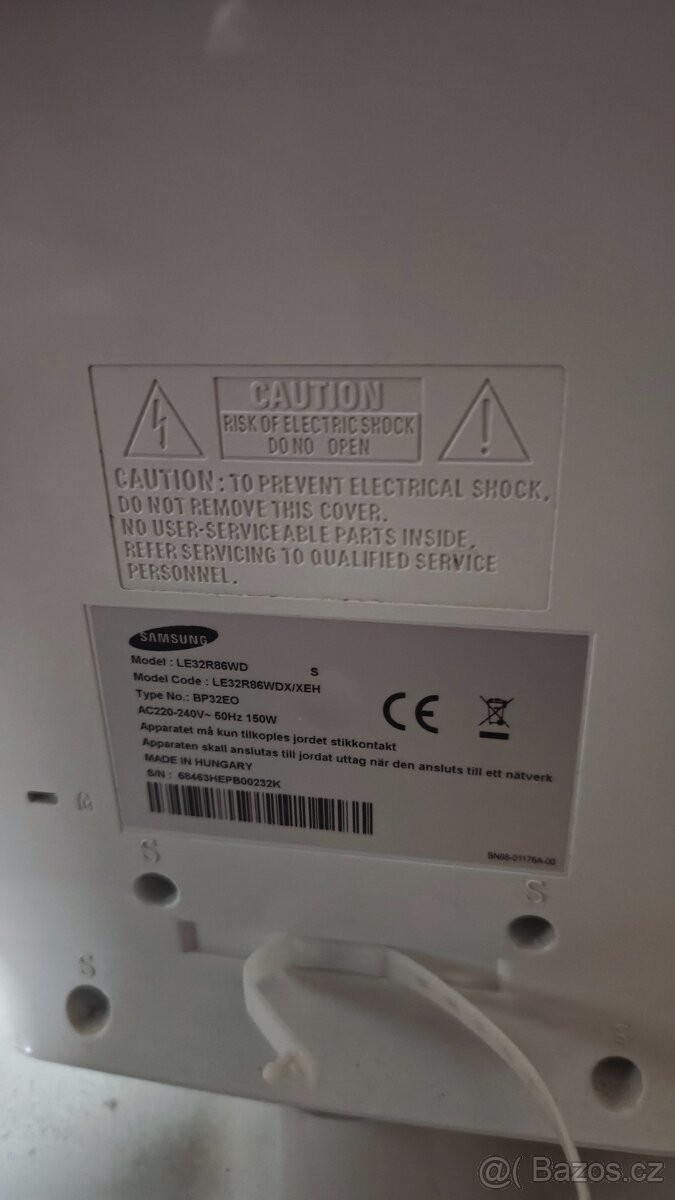 CAUTION
RISK OF ELECTRIC SHOCK
DO NO OPEN
CAUTION : TO PREVENT ELECTRICAL SHOCK,
DO NOT REMOVE THIS COVER.
NO USER-SERVICEABLE PARTS INSIDE.
REFER SERVICING TO QUALIFIED SERVICE
PERSONNEL.
SAMSUNG
Model : LE32R86WD S
Model Code : LE32R86WDX/XEH
Type No.: BP32EO
AC220-240V~ 50Hz 150W
CE
Apparatet må kun tilkoples jordet stikkontakt
Apparaten skall anslutas till jordat uttag när den ansluts till ett nätverk
MADE IN HUNGARY
S/N : 68463HEPB00232K
BN68-01176A-00
S
S
S
S
@( Bazos.cz